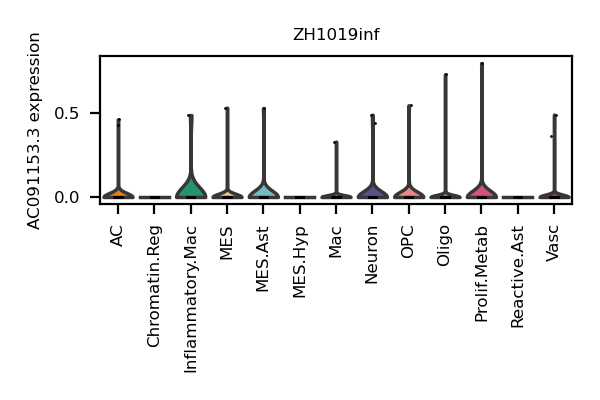 ZH1019inf
AC091153.3 expression
0.5
0.0
AC
Chromatin.Reg
Inflammatory.Mac
MES
MES.Ast
MES.Hyp
Mac
Neuron
OPC
Oligo
Prolif.Metab
Reactive.Ast
Vasc